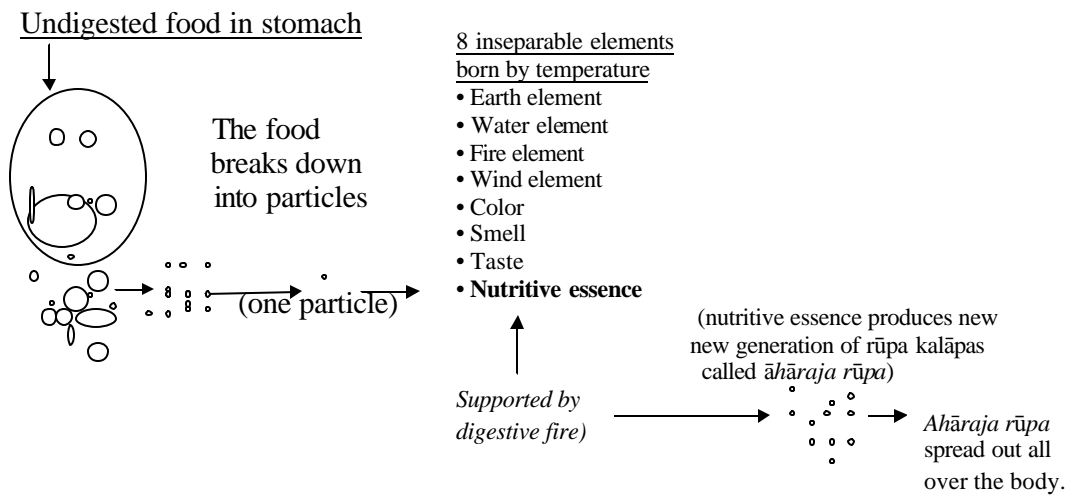 Undigested food in stomach
The food
breaks down
into particles
(one particle)
8 inseparable elements
born by temperature
• Earth element
• Water element
• Fire element
• Wind element
• Color
• Smell
• Taste
• Nutritive essence
Supported by
digestive fire)
(nutritive essence produces new
new generation of rūpa kalāpas
called āhāraja rūpa)
Ahāraja rūpa
spread out all
over the body.